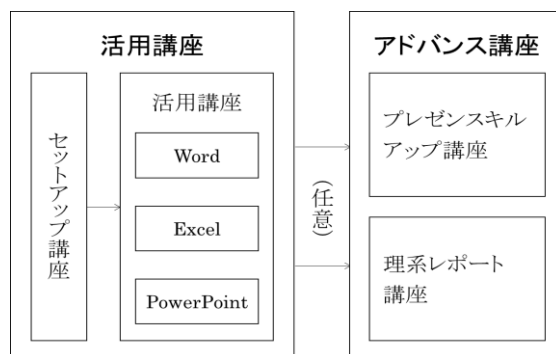 活用講座
セットアップ講座
活用講座
Word
Excel
PowerPoint
(任意)
アドバンス講座
プレゼンスキル
アップ講座
理系レポート
講座